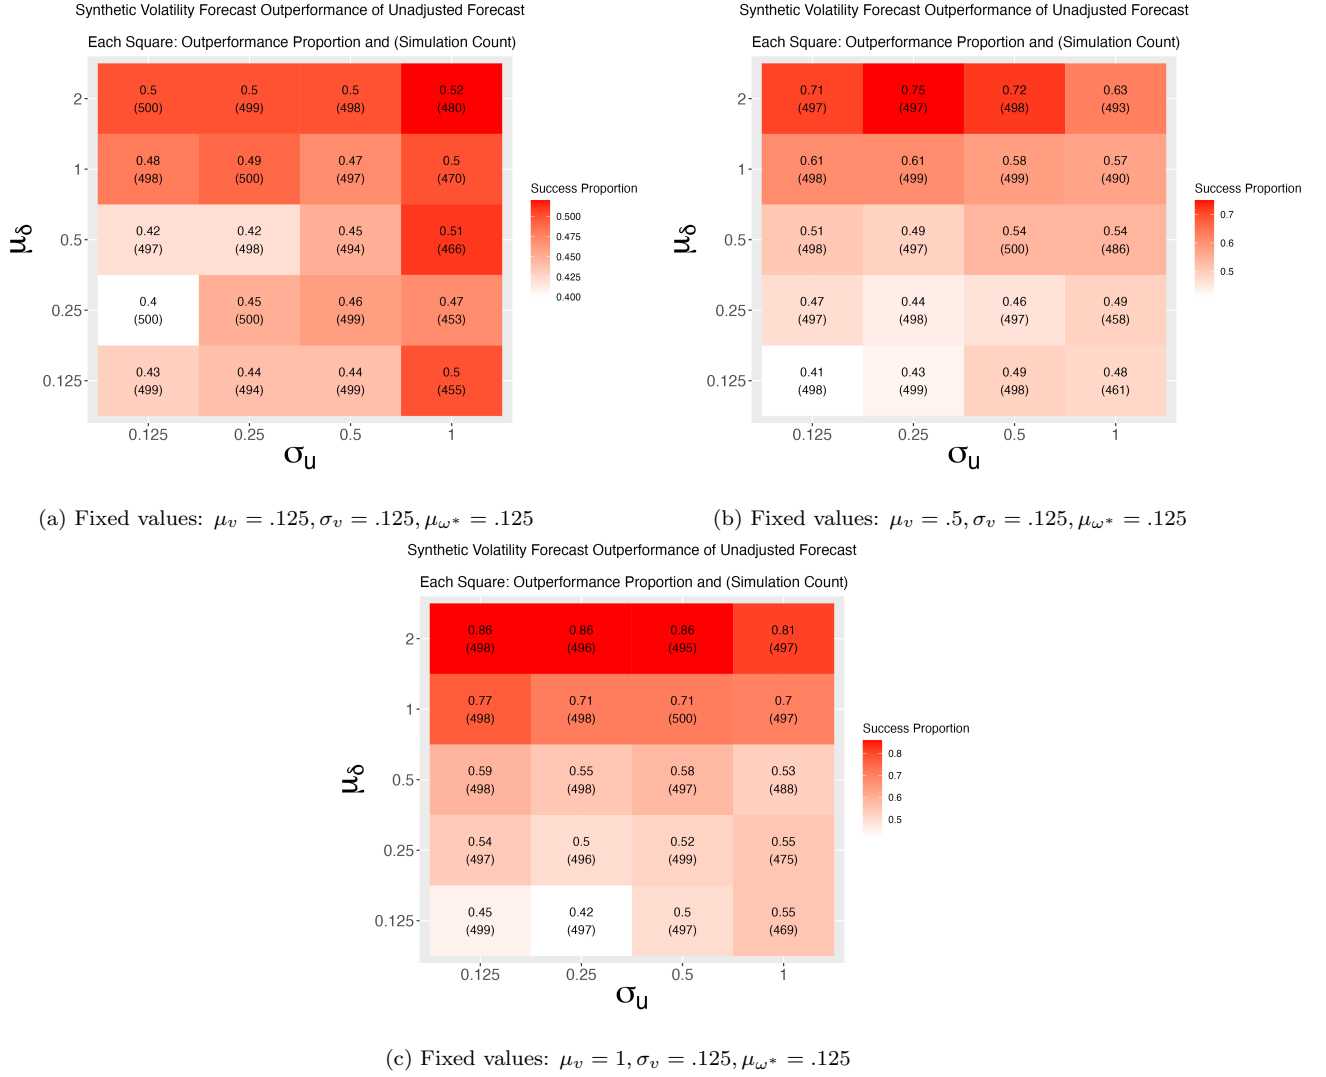 Synthetic Volatility Forecast Outperformance of Unadjusted Forecast
Each Square: Outperformance Proportion and (Simulation Count)
μδ
2
0.5 0.5 0.5 0.52
(500) (499) (498) (480)
1
0.48 0.49 0.47 0.5
(498) (500) (497) (470)
0.5
0.42 0.42 0.45 0.51
(497) (498) (494) (466)
0.25
0.4 0.45 0.46 0.47
(500) (500) (499) (453)
0.125
0.43 0.44 0.44 0.5
(499) (494) (499) (455)
0.125 0.25 0.5 1
σu
Success Proportion
0.500
0.475
0.450
0.425
0.400
(a) Fixed values: μv = .125, σv = .125, μω* = .125
Synthetic Volatility Forecast Outperformance of Unadjusted Forecast
Each Square: Outperformance Proportion and (Simulation Count)
μδ
2
0.71 0.75 0.72 0.63
(497) (497) (498) (493)
1
0.61 0.61 0.58 0.57
(498) (499) (499) (490)
0.5
0.51 0.49 0.54 0.54
(498) (497) (500) (486)
0.25
0.47 0.44 0.46 0.49
(497) (498) (497) (458)
0.125
0.41 0.43 0.49 0.48
(498) (499) (498) (461)
0.125 0.25 0.5 1
σu
Success Proportion
0.7
0.6
0.5
(b) Fixed values: μv = .5, σv = .125, μω* = .125
Synthetic Volatility Forecast Outperformance of Unadjusted Forecast
Each Square: Outperformance Proportion and (Simulation Count)
μδ
2
0.86 0.86 0.86 0.81
(498) (496) (495) (497)
1
0.77 0.71 0.71 0.7
(498) (498) (500) (497)
0.5
0.59 0.55 0.58 0.53
(498) (498) (497) (488)
0.25
0.54 0.5 0.52 0.55
(497) (496) (499) (475)
0.125
0.45 0.42 0.5 0.55
(499) (497) (497) (469)
0.125 0.25 0.5 1
σu
Success Proportion
0.8
0.7
0.6
0.5
(c) Fixed values: μv = 1, σv = .125, μω* = .125